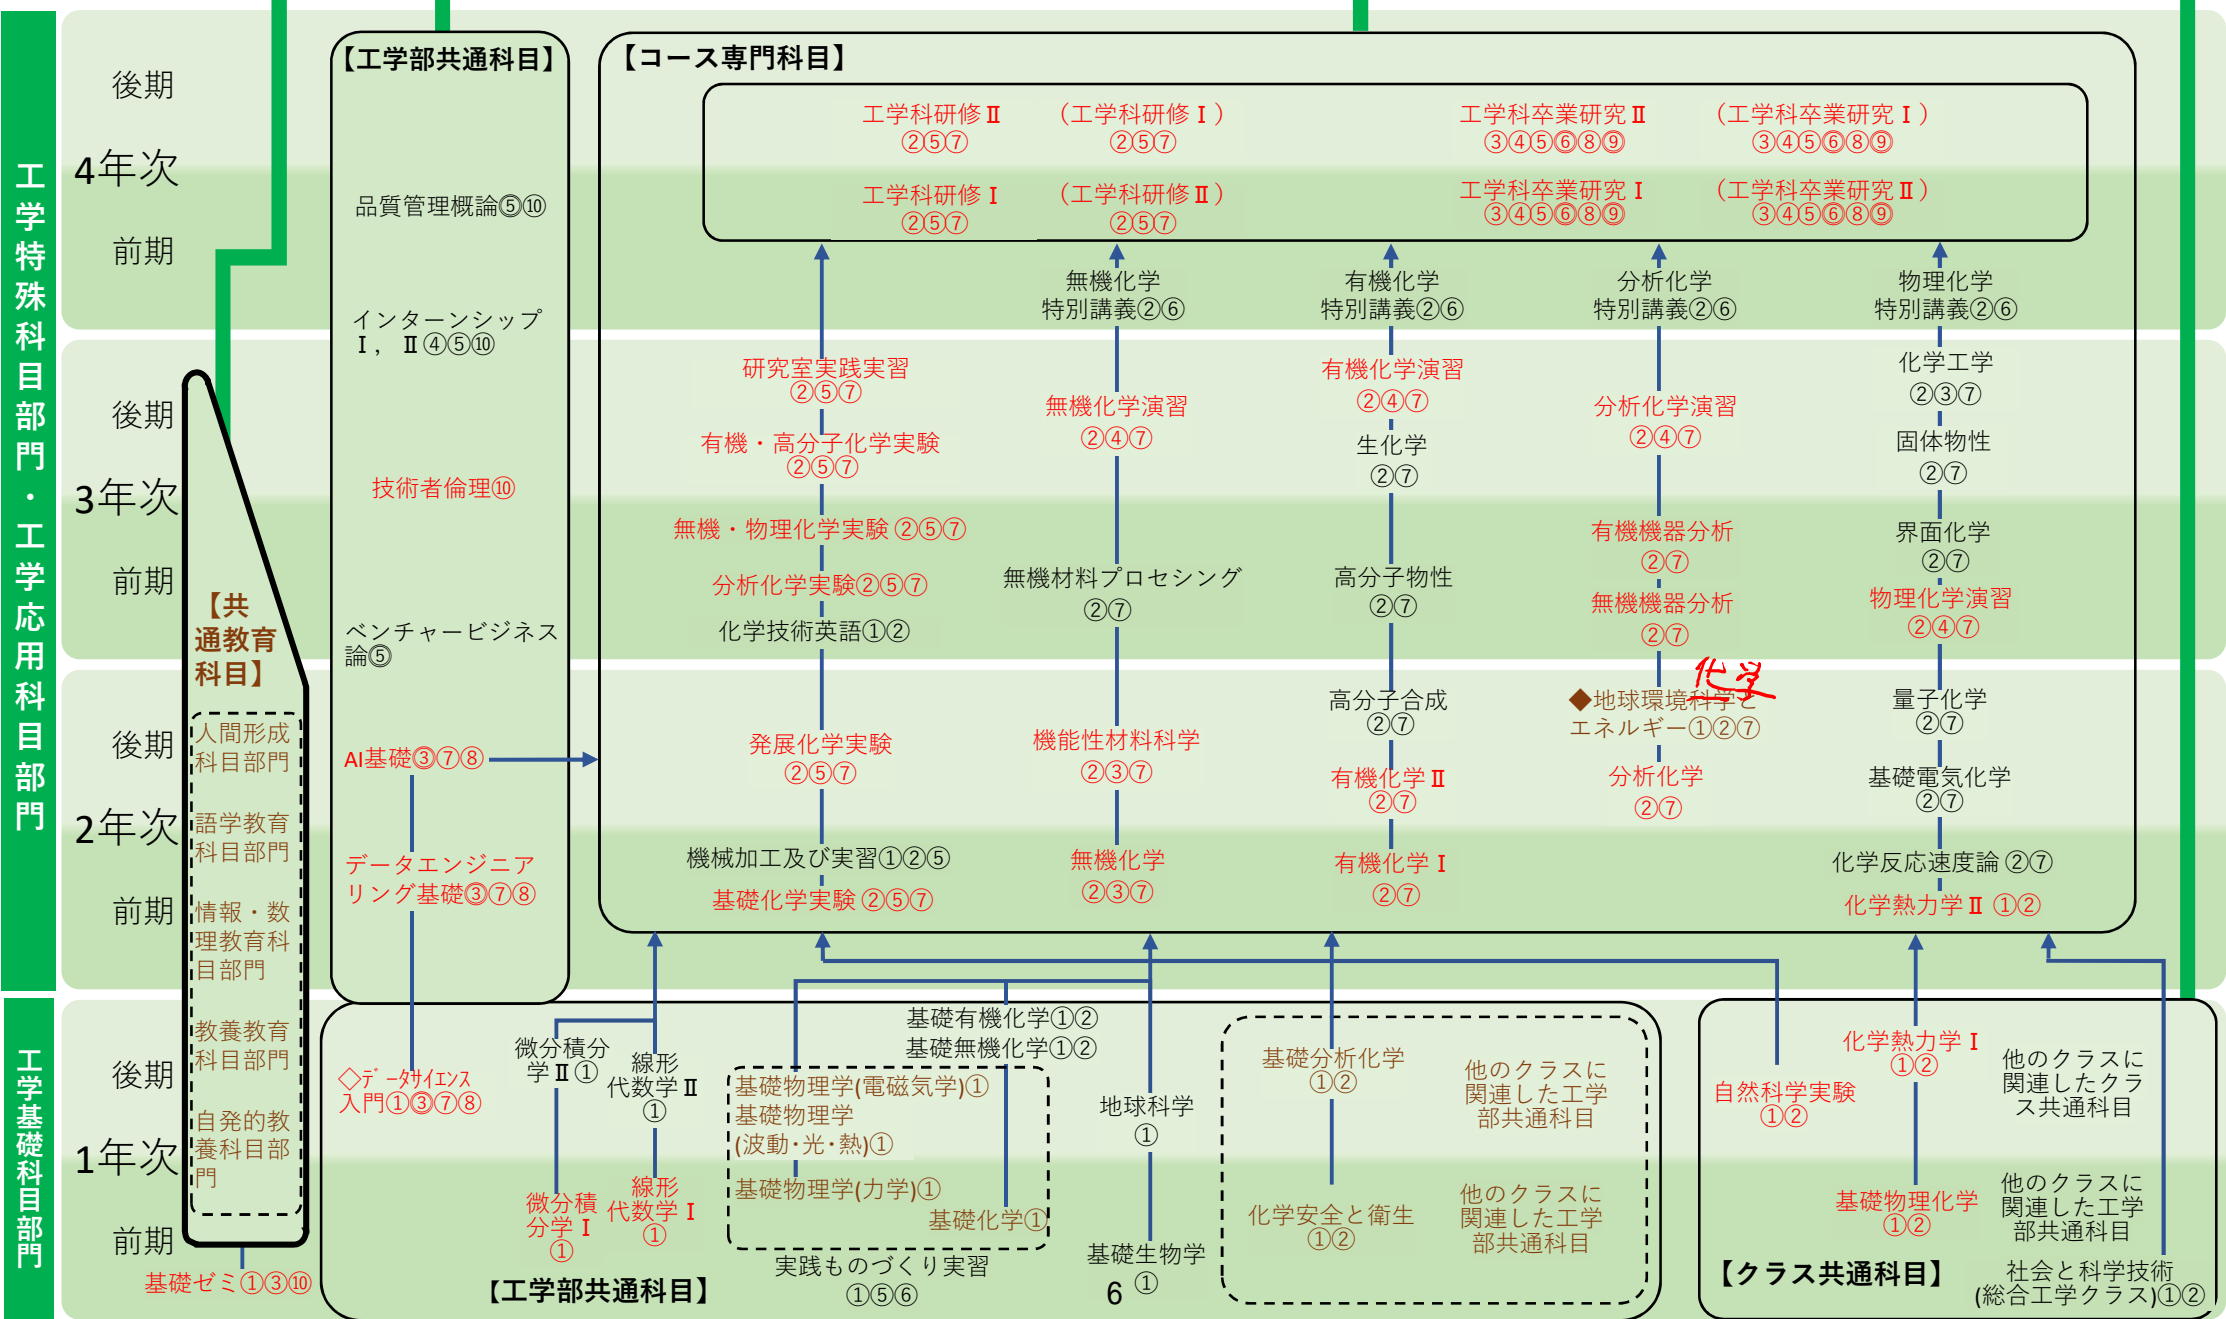 工学特殊科目部門・工学応用科目部門
工学基礎科目部門
後期
4年次
前期
後期
3年次
前期
後期
2年次
前期
後期
1年次
前期
【共
通教育
科目】
人間形成
科目部門
語学教育
科目部門
情報・数
理教育科
目部門
教養教育
科目部門
自発的教
養科目部
門
基礎ゼミ①③⑩
【工学部共通科目】
品質管理概論⑤⑩
インターンシップ
Ⅰ，Ⅱ④⑤⑩
技術者倫理⑩
ベンチャービジネス
論⑤
AI基礎③⑦⑧
データエンジニア
リング基礎③⑦⑧
◇ﾃﾞｰﾀｻｲｴﾝｽ
入門①③⑦⑧
【コース専門科目】
工学科研修Ⅱ
②⑤⑦
（工学科研修Ⅰ）
②⑤⑦
工学科卒業研究Ⅱ
③④⑤⑥⑧⑨
（工学科卒業研究Ⅰ）
③④⑤⑥⑧⑨
工学科研修Ⅰ
②⑤⑦
（工学科研修Ⅱ）
②⑤⑦
工学科卒業研究Ⅰ
③④⑤⑥⑧⑨
（工学科卒業研究Ⅱ）
③④⑤⑥⑧⑨
研究室実践実習
②⑤⑦
有機・高分子化学実験
②⑤⑦
無機・物理化学実験②⑤⑦
分析化学実験②⑤⑦
化学技術英語①②
発展化学実験
②⑤⑦
機械加工及び実習①②⑤
基礎化学実験②⑤⑦
無機化学
特別講義②⑥
無機化学演習
②④⑦
無機材料プロセシング
②⑦
機能性材料科学
②③⑦
無機化学
②③⑦
有機化学
特別講義②⑥
有機化学演習
②④⑦
生化学
②⑦
高分子物性
②⑦
高分子合成
②⑦
有機化学Ⅱ
②⑦
有機化学Ⅰ
②⑦
分析化学
特別講義②⑥
分析化学演習
②④⑦
有機機器分析
②⑦
無機機器分析
②⑦
化学
◆地球環境科学と
エネルギー①②⑦
分析化学
②⑦
物理化学
特別講義②⑥
化学工学
②③⑦
固体物性
②⑦
界面化学
②⑦
物理化学演習
②④⑦
量子化学
②⑦
基礎電気化学
②⑦
化学反応速度論②⑦
化学熱力学Ⅱ①②
微分積分
学Ⅱ①
線形
代数学Ⅱ
①
微分積
分学Ⅰ
①
線形
代数学Ⅰ
①
【工学部共通科目】
基礎有機化学①②
基礎無機化学①②
基礎物理学(電磁気学)①
基礎物理学
(波動・光・熱)①
基礎物理学(力学)①
基礎化学①
実践ものづくり実習
①⑤⑥
地球科学
①
基礎生物学
①
6
基礎分析化学
①②
他のクラスに
関連した工学
部共通科目
化学安全と衛生
①②
他のクラスに
関連した工学
部共通科目
自然科学実験
①②
化学熱力学Ⅰ
①②
他のクラスに
関連したクラ
ス共通科目
基礎物理化学
①②
他のクラスに
関連した工学
部共通科目
【クラス共通科目】
社会と科学技術
(総合工学クラス)①②